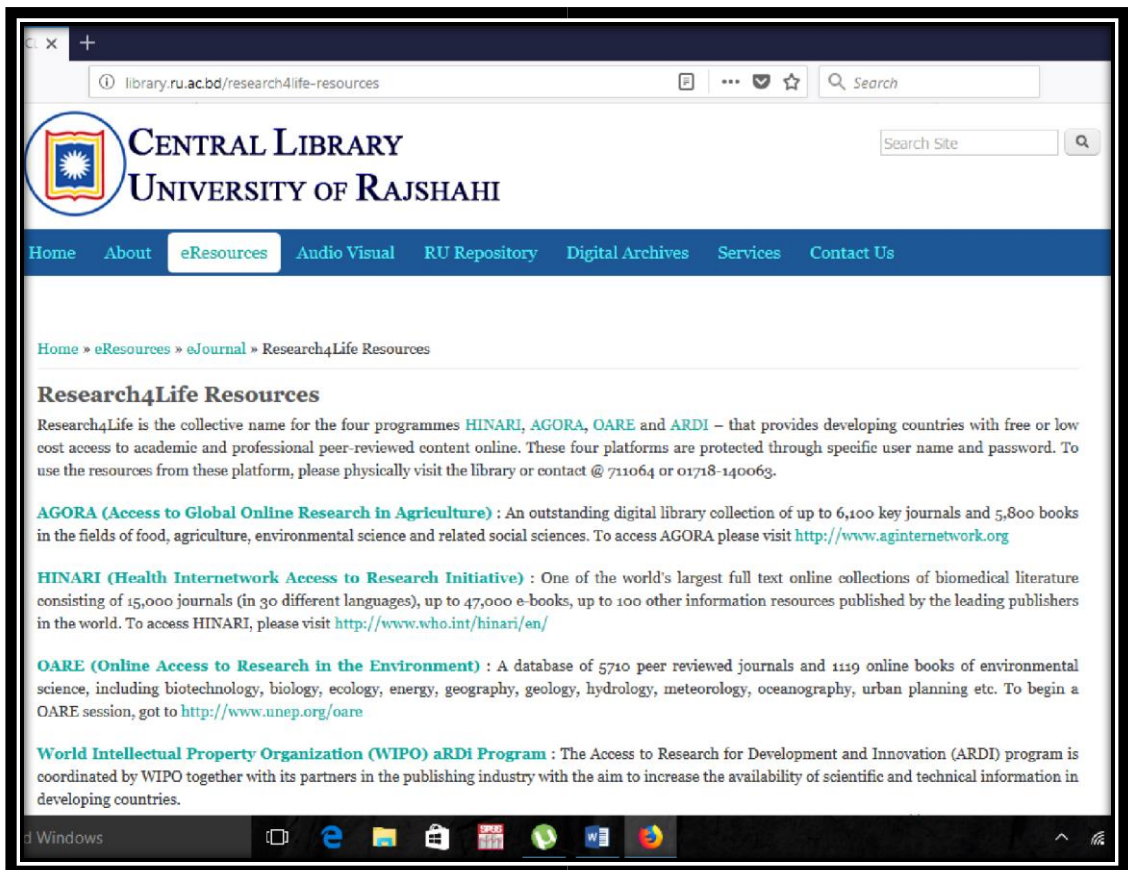 library.ru.ac.bd/research4life-resources
Search
CENTRAL LIBRARY
UNIVERSITY OF RAJSHAHI
Search Site
Home About eResources Audio Visual RU Repository Digital Archives Services Contact Us
Home » eResources » eJournal » Research4Life Resources
Research4Life Resources
Research4Life is the collective name for the four programmes HINARI, AGORA, OARE and ARDI – that provides developing countries with free or low
cost access to academic and professional peer-reviewed content online. These four platforms are protected through specific user name and password. To
use the resources from these platform, please physically visit the library or contact @ 711064 or 01718-140063.
AGORA (Access to Global Online Research in Agriculture) : An outstanding digital library collection of up to 6,100 key journals and 5,800 books
in the fields of food, agriculture, environmental science and related social sciences. To access AGORA please visit http://www.aginternetwork.org
HINARI (Health Internetwork Access to Research Initiative) : One of the world's largest full text online collections of biomedical literature
consisting of 15,000 journals (in 30 different languages), up to 47,000 e-books, up to 100 other information resources published by the leading publishers
in the world. To access HINARI, please visit http://www.who.int/hinari/en/
OARE (Online Access to Research in the Environment) : A database of 5710 peer reviewed journals and 1119 online books of environmental
science, including biotechnology, biology, ecology, energy, geography, geology, hydrology, meteorology, oceanography, urban planning etc. To begin a
OARE session, got to http://www.unep.org/oare
World Intellectual Property Organization (WIPO) aRDi Program : The Access to Research for Development and Innovation (ARDI) program is
coordinated by WIPO together with its partners in the publishing industry with the aim to increase the availability of scientific and technical information in
developing countries.
d Windows